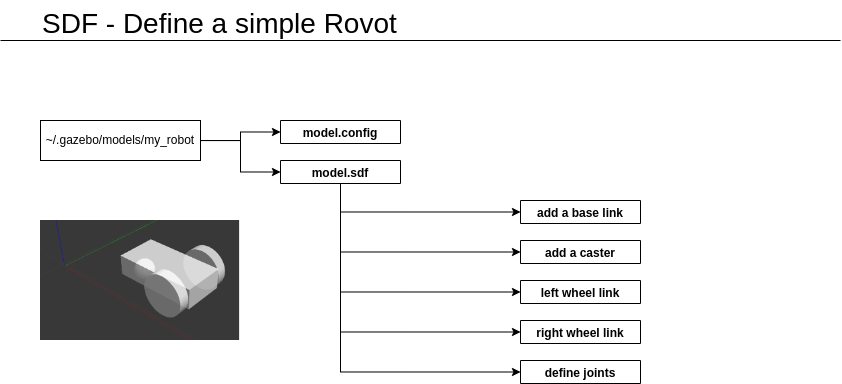 SDF - Define a simple Rovot
~/.gazebo/models/my_robot
model.config
model.sdf
add a base link
add a caster
left wheel link
right wheel link
define joints